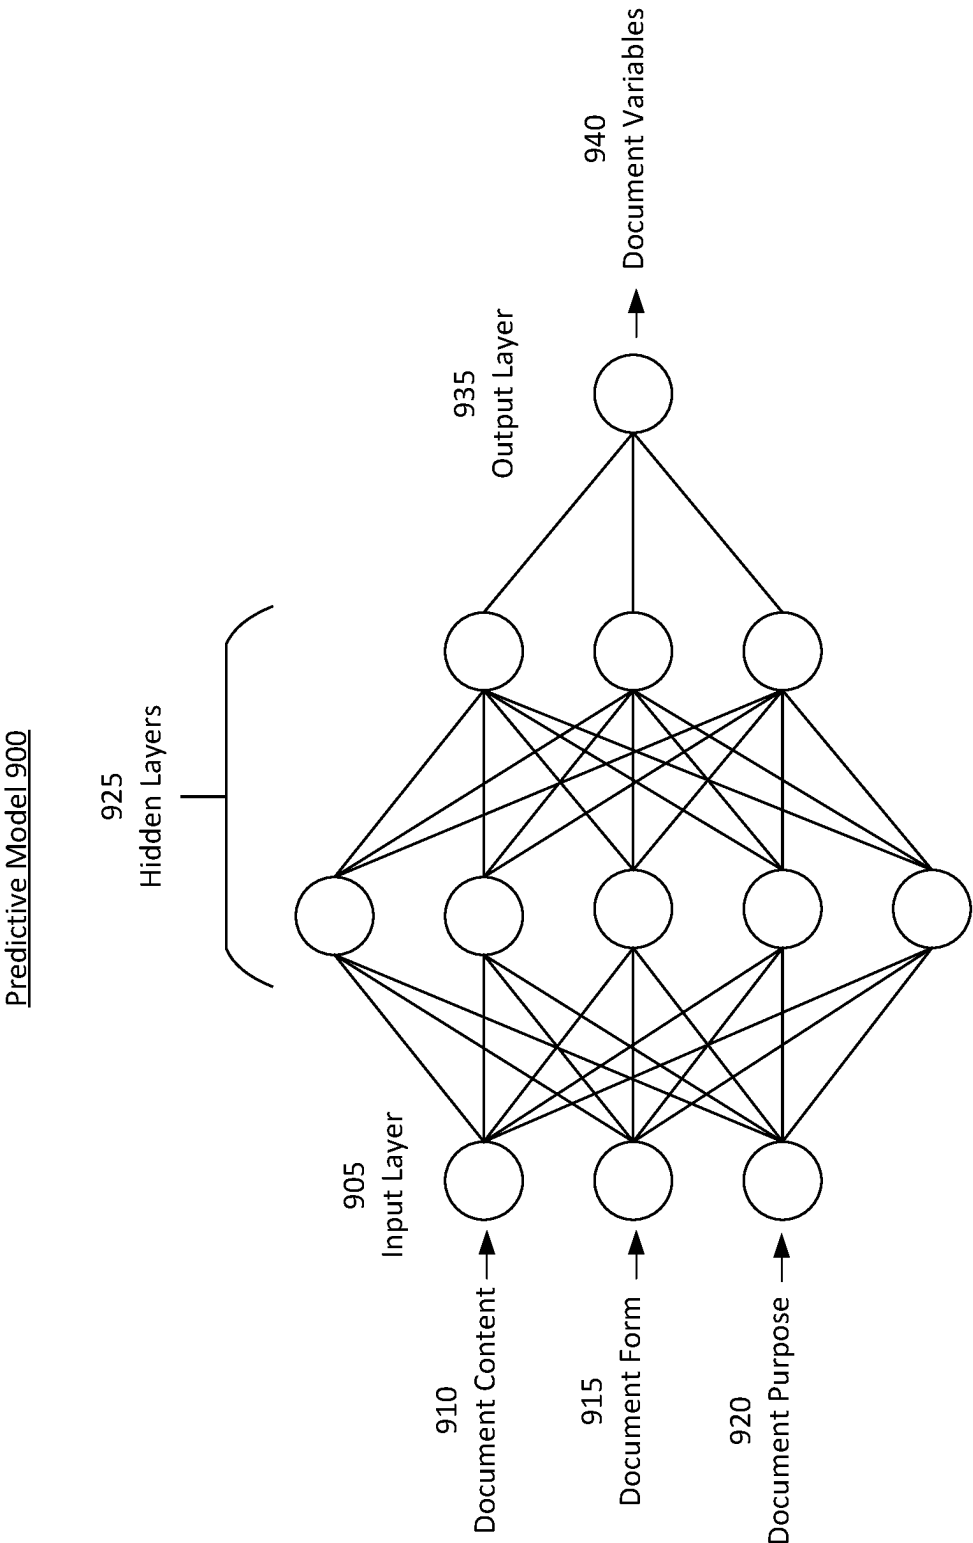 Predictive Model 900
925
Hidden Layers
905
Input Layer
935
Output Layer
910
Document Content
915
Document Form
920
Document Purpose
940
Document Variables